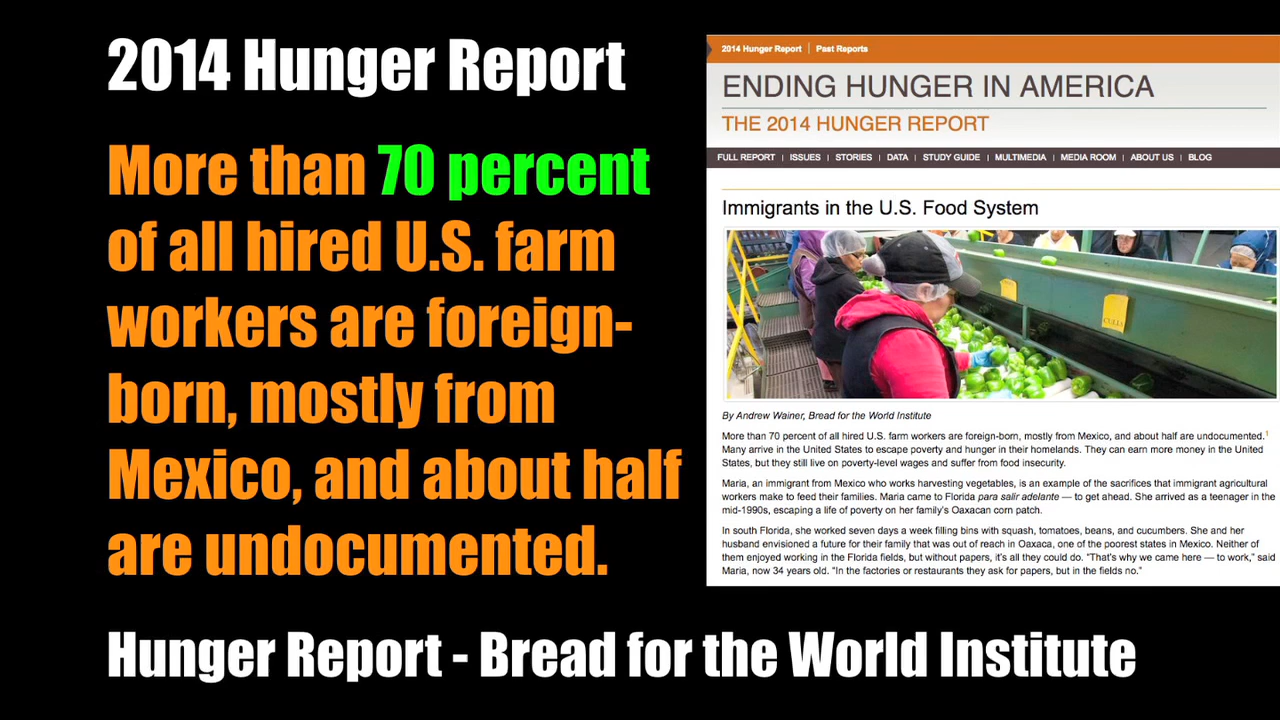 2014 Hunger Report
More than 70 percent
of all hired U.S. farm
workers are foreign-
born, mostly from
Mexico, and about half
are undocumented.
2014 Hunger Report | Past Reports
ENDING HUNGER IN AMERICA
THE 2014 HUNGER REPORT
FULL REPORT | ISSUES | STORIES | DATA | STUDY GUIDE | MULTIMEDIA | MEDIA ROOM | ABOUT US | BLOG
Immigrants in the U.S. Food System
CULLS
By Andrew Wainer, Bread for the World Institute
More than 70 percent of all hired U.S. farm workers are foreign-born, mostly from Mexico, and about half are undocumented.1
Many arrive in the United States to escape poverty and hunger in their homelands. They can earn more money in the United
States, but they still live on poverty-level wages and suffer from food insecurity.
Maria, an immigrant from Mexico who works harvesting vegetables, is an example of the sacrifices that immigrant agricultural
workers make to feed their families. Maria came to Florida para salir adelante — to get ahead. She arrived as a teenager in the
mid-1990s, escaping a life of poverty on her family's Oaxacan corn patch.
In south Florida, she worked seven days a week filling bins with squash, tomatoes, beans, and cucumbers. She and her
husband envisioned a future for their family that was out of reach in Oaxaca, one of the poorest states in Mexico. Neither of
them enjoyed working in the Florida fields, but without papers, it's all they could do. "That's why we came here — to work," said
Maria, now 34 years old. "In the factories or restaurants they ask for papers, but in the fields no."
Hunger Report - Bread for the World Institute